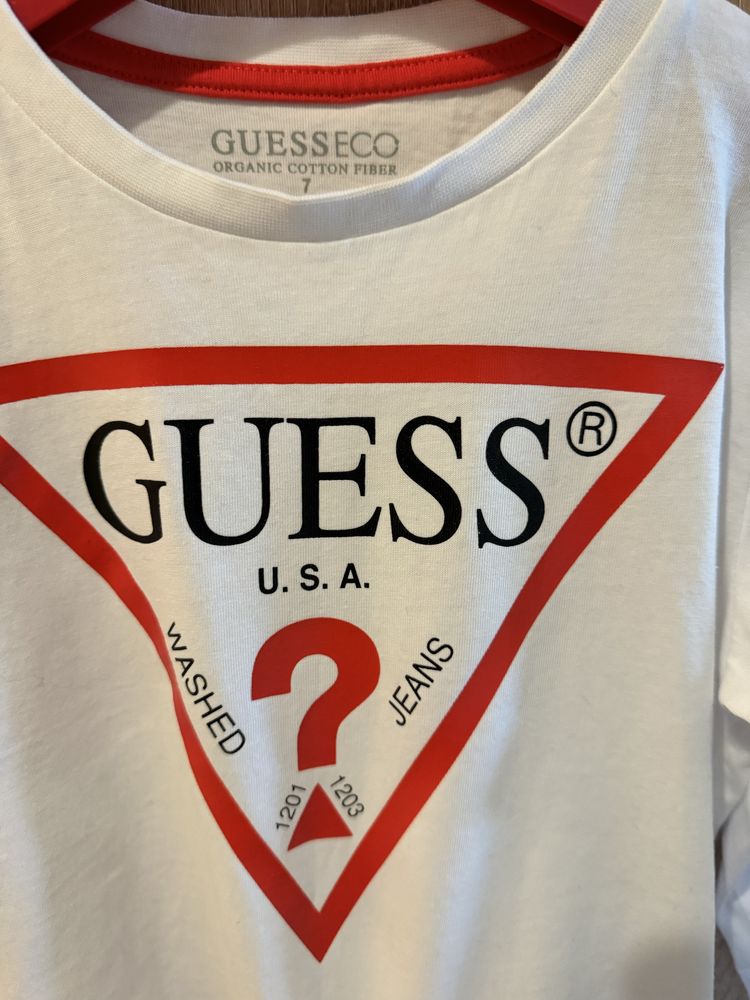 GUESSECO
ORGANIC COTTON FIBER
7
GUESS®
U. S. A.
WASHED
?
JEANS
1201
1203